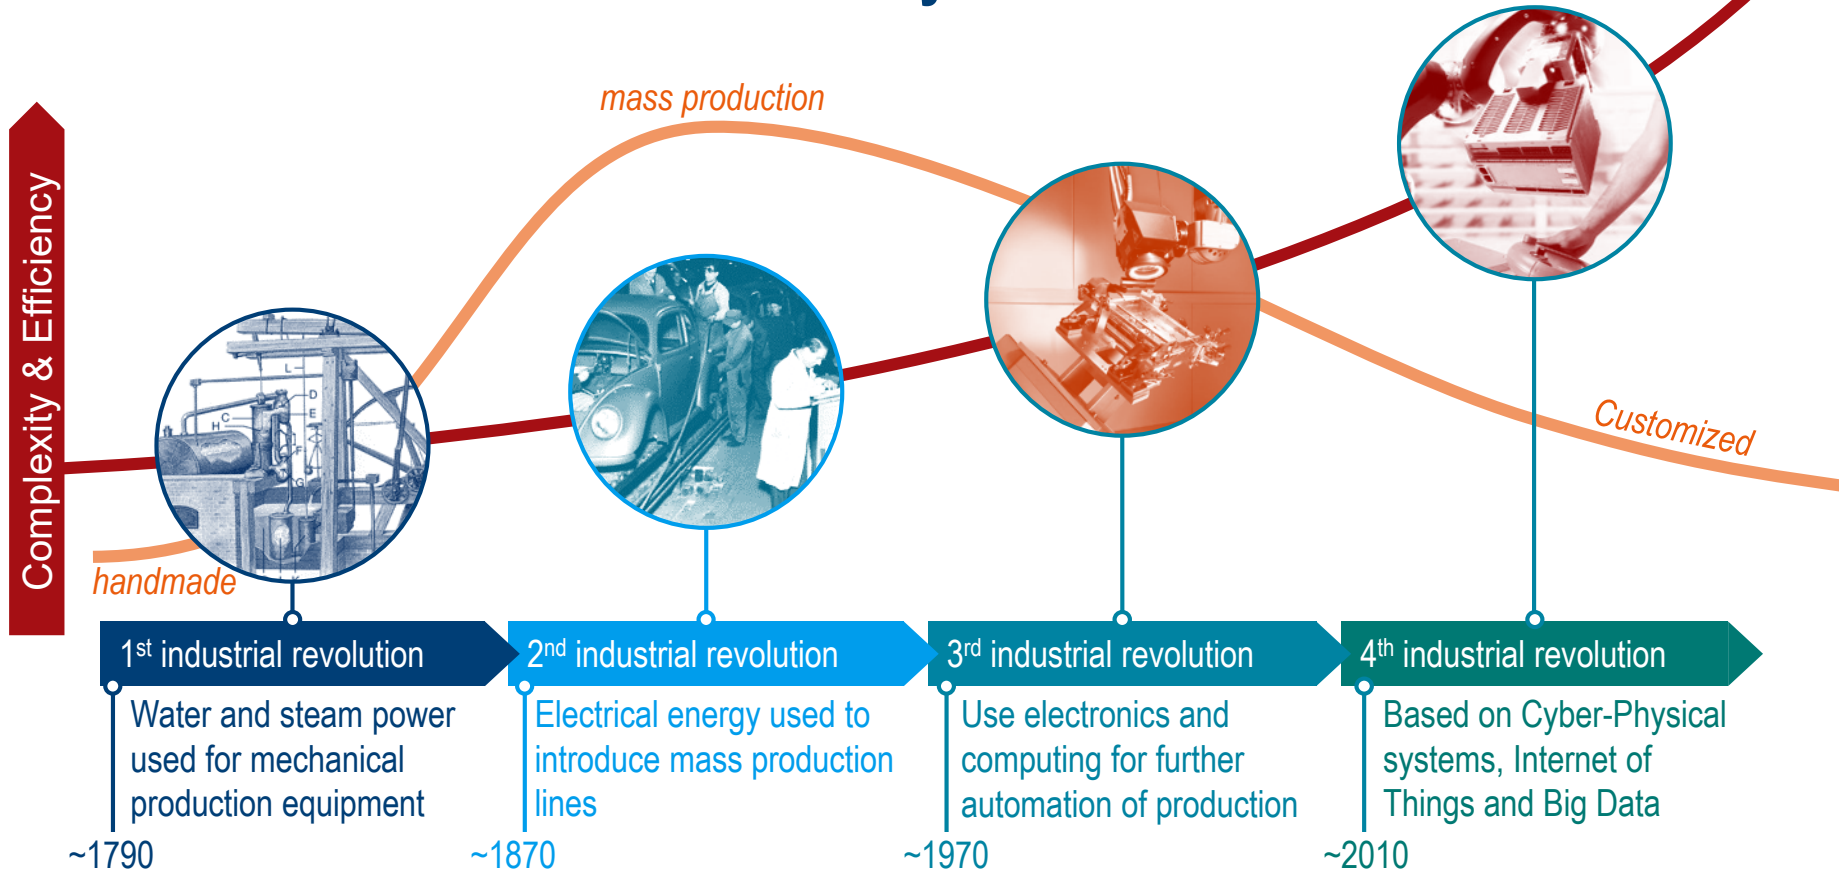 mass production
Complexity & Efficiency
L
D
E
C
H
F
G
K
handmade
Customized
1st industrial revolution
2nd industrial revolution
3rd industrial revolution
4th industrial revolution
Water and steam power
used for mechanical
production equipment
Electrical energy used to
introduce mass production
lines
Use electronics and
computing for further
automation of production
Based on Cyber-Physical
systems, Internet of
Things and Big Data
~1790
~1870
~1970
~2010